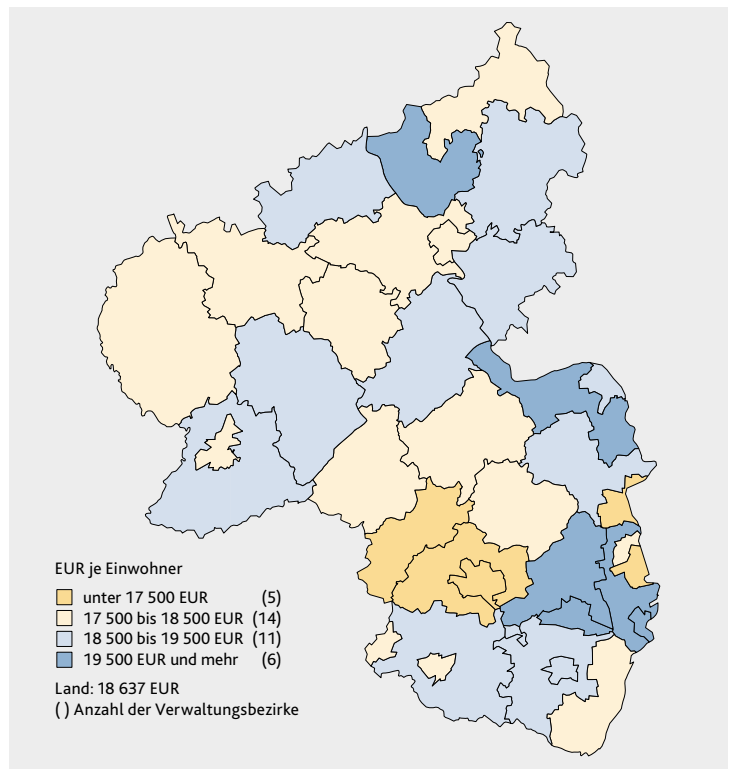 EUR je Einwohner
unter 17 500 EUR (5)
17 500 bis 18 500 EUR (14)
18 500 bis 19 500 EUR (11)
19 500 EUR und mehr (6)
Land: 18 637 EUR
( ) Anzahl der Verwaltungsbezirke